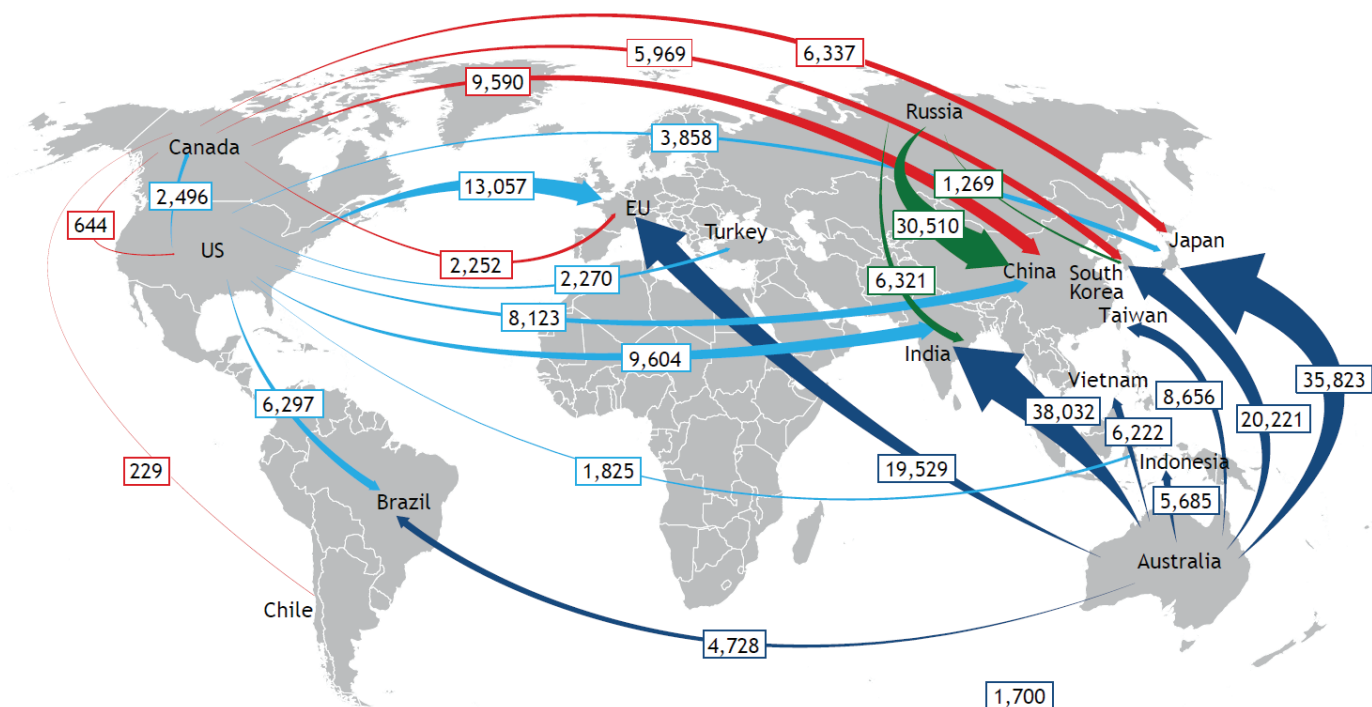 6,337
5,969
9,590
Russia
3,858
Canada
1,269
13,057
2,496
EU
30,510
644
Turkey
Japan
US
2,252
China
South
Korea
2,270
6,321
8,123
Taiwan
9,604
India
Vietnam
35,823
8,656
6,297
38,032
20,221
6,222
229
1,825
19,529
Indonesia
Brazil
5,685
Australia
Chile
4,728
1,700